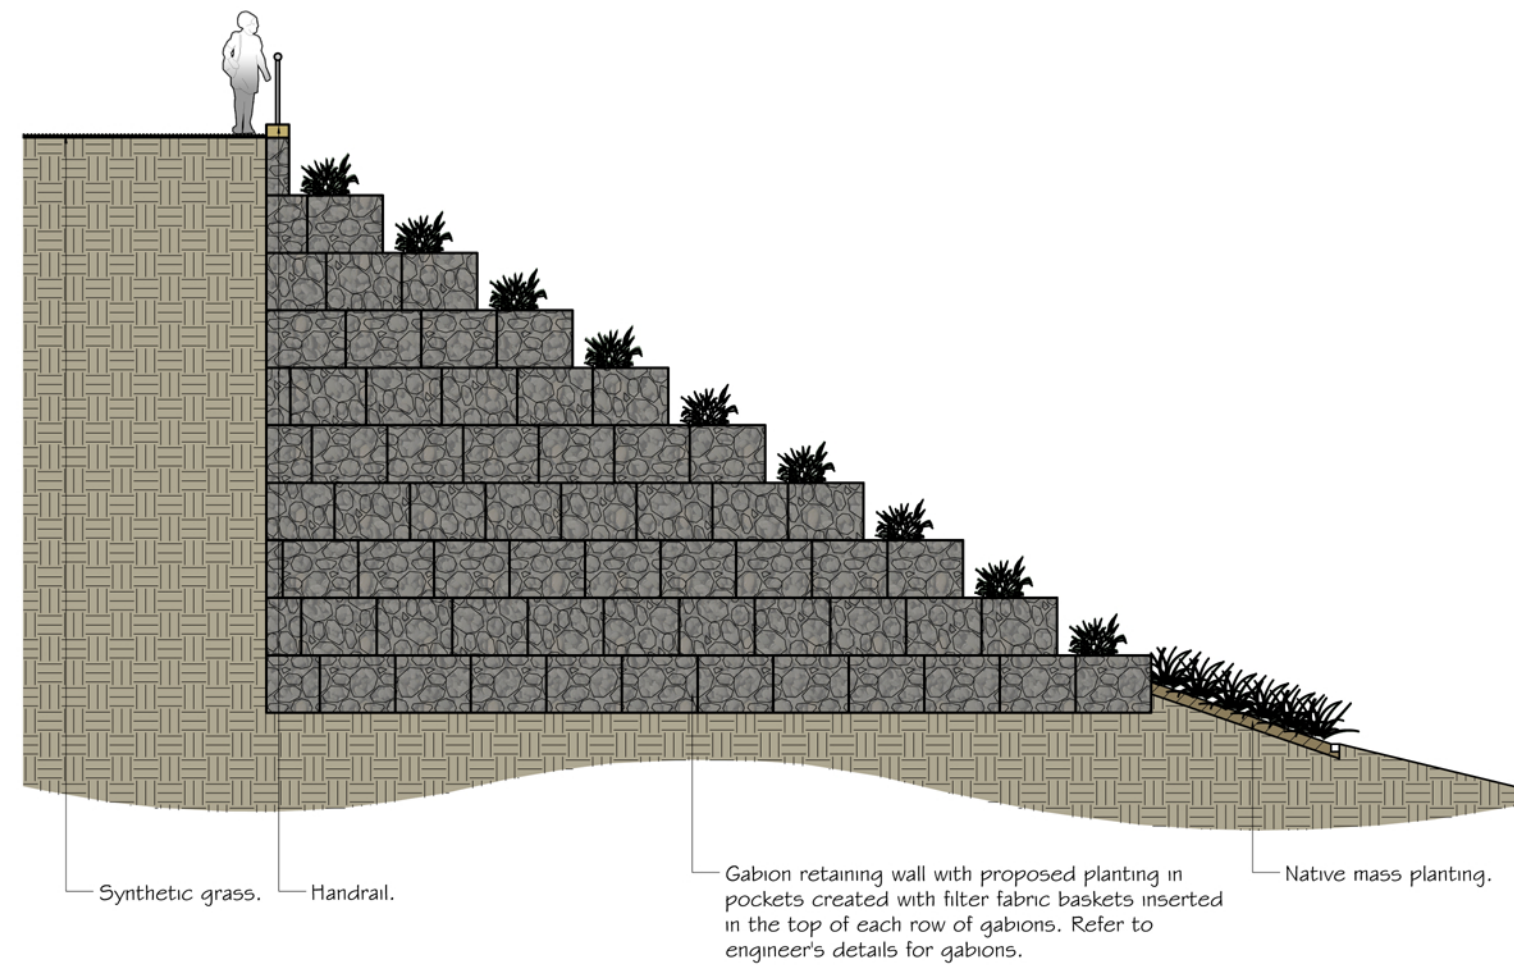 Synthetic grass.
Handrail.
Gabion retaining wall with proposed planting in
pockets created with filter fabric baskets inserted
in the top of each row of gabions. Refer to
engineer's details for gabions.
Native mass planting.